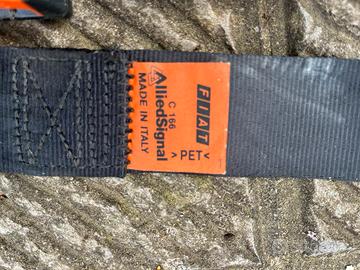 FIAT
AlliedSignal
C 166
MADE IN ITALY
> PET <